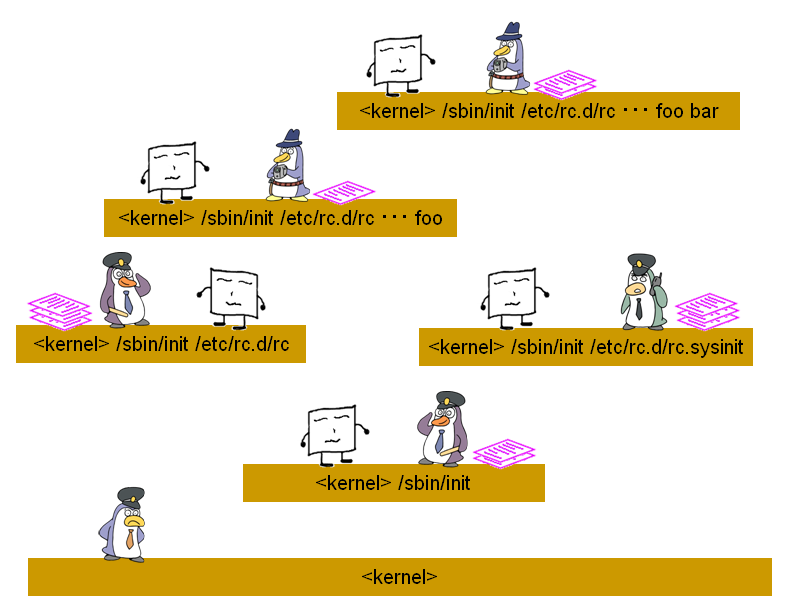 <kernel> /sbin/init /etc/rc.d/rc ・・・ foo bar
<kernel> /sbin/init /etc/rc.d/rc ・・・ foo
<kernel> /sbin/init /etc/rc.d/rc
<kernel> /sbin/init /etc/rc.d/rc.sysinit
<kernel> /sbin/init
<kernel>